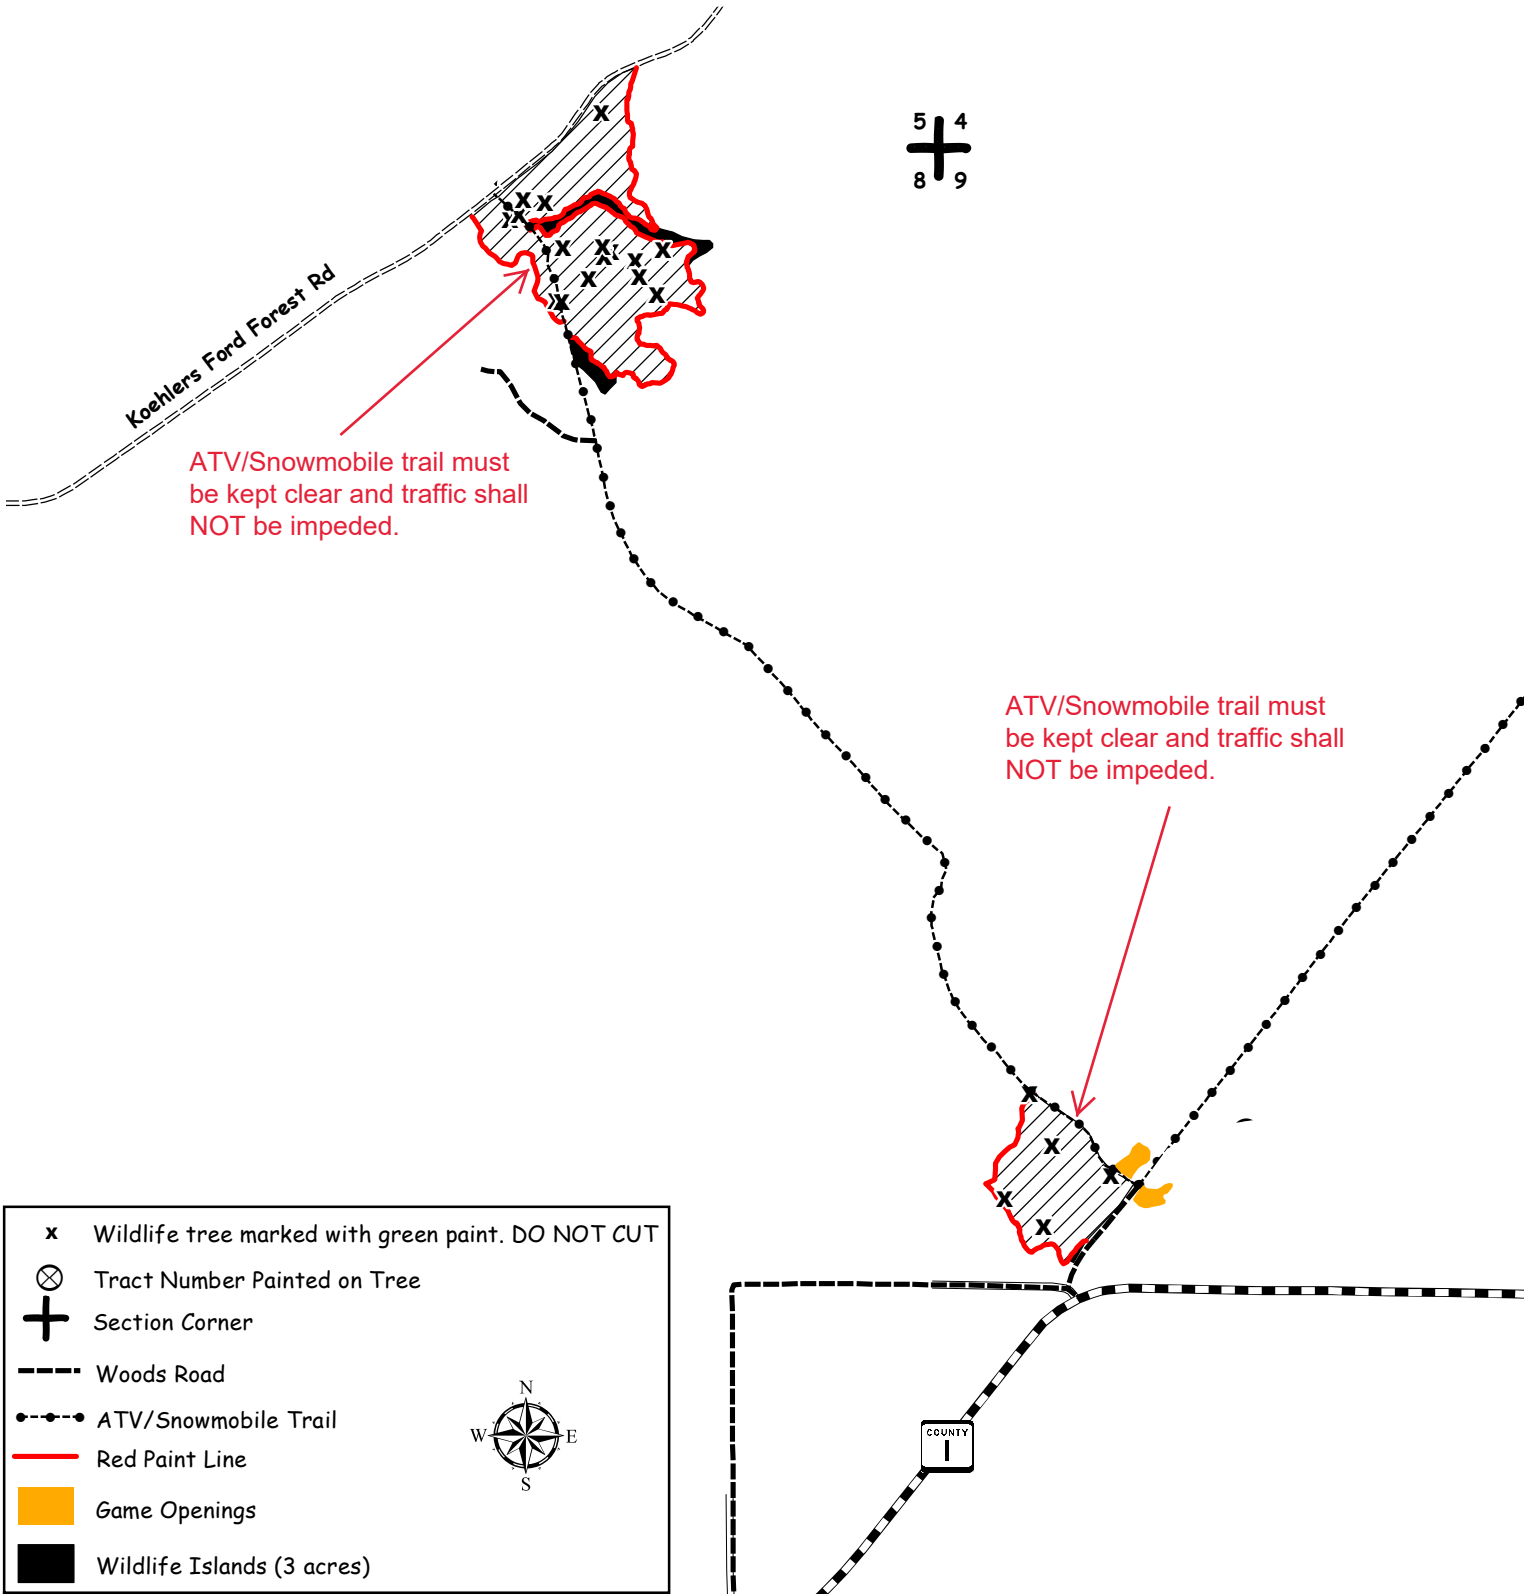 5 4
8 9
Koehlers Ford Forest Rd
ATV/Snowmobile trail must
be kept clear and traffic shall
NOT be impeded.
ATV/Snowmobile trail must
be kept clear and traffic shall
NOT be impeded.
x Wildlife tree marked with green paint. DO NOT CUT
Tract Number Painted on Tree
Section Corner
Woods Road
ATV/Snowmobile Trail
Red Paint Line
Game Openings
Wildlife Islands (3 acres)
N
W E
S
COUNTY
I